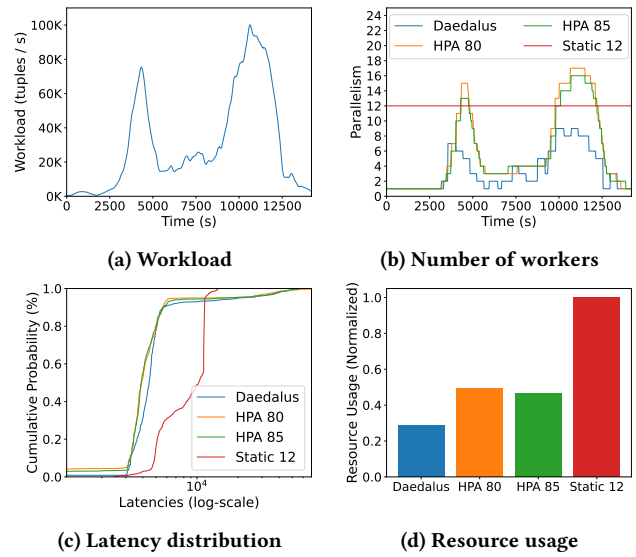 100K
80K
60K
40K
20K
0K
Workload (tuples / s)
0 2500 5000 7500 10000 12500
Time (s)
(a) Workload
24
22
20
18
16
14
12
10
8
6
4
2
0
Parallelism
Daedalus
HPA 80
HPA 85
Static 12
0 2500 5000 7500 10000 12500
Time (s)
(b) Number of workers
1.0
0.8
0.6
0.4
0.2
0.0
Cumulative Probability (%)
Daedalus
HPA 80
HPA 85
Static 12
10⁴
Latencies (log-scale)
(c) Latency distribution
1.0
0.8
0.6
0.4
0.2
0.0
Resource Usage (Normalized)
Daedalus HPA 80 HPA 85 Static 12
(d) Resource usage